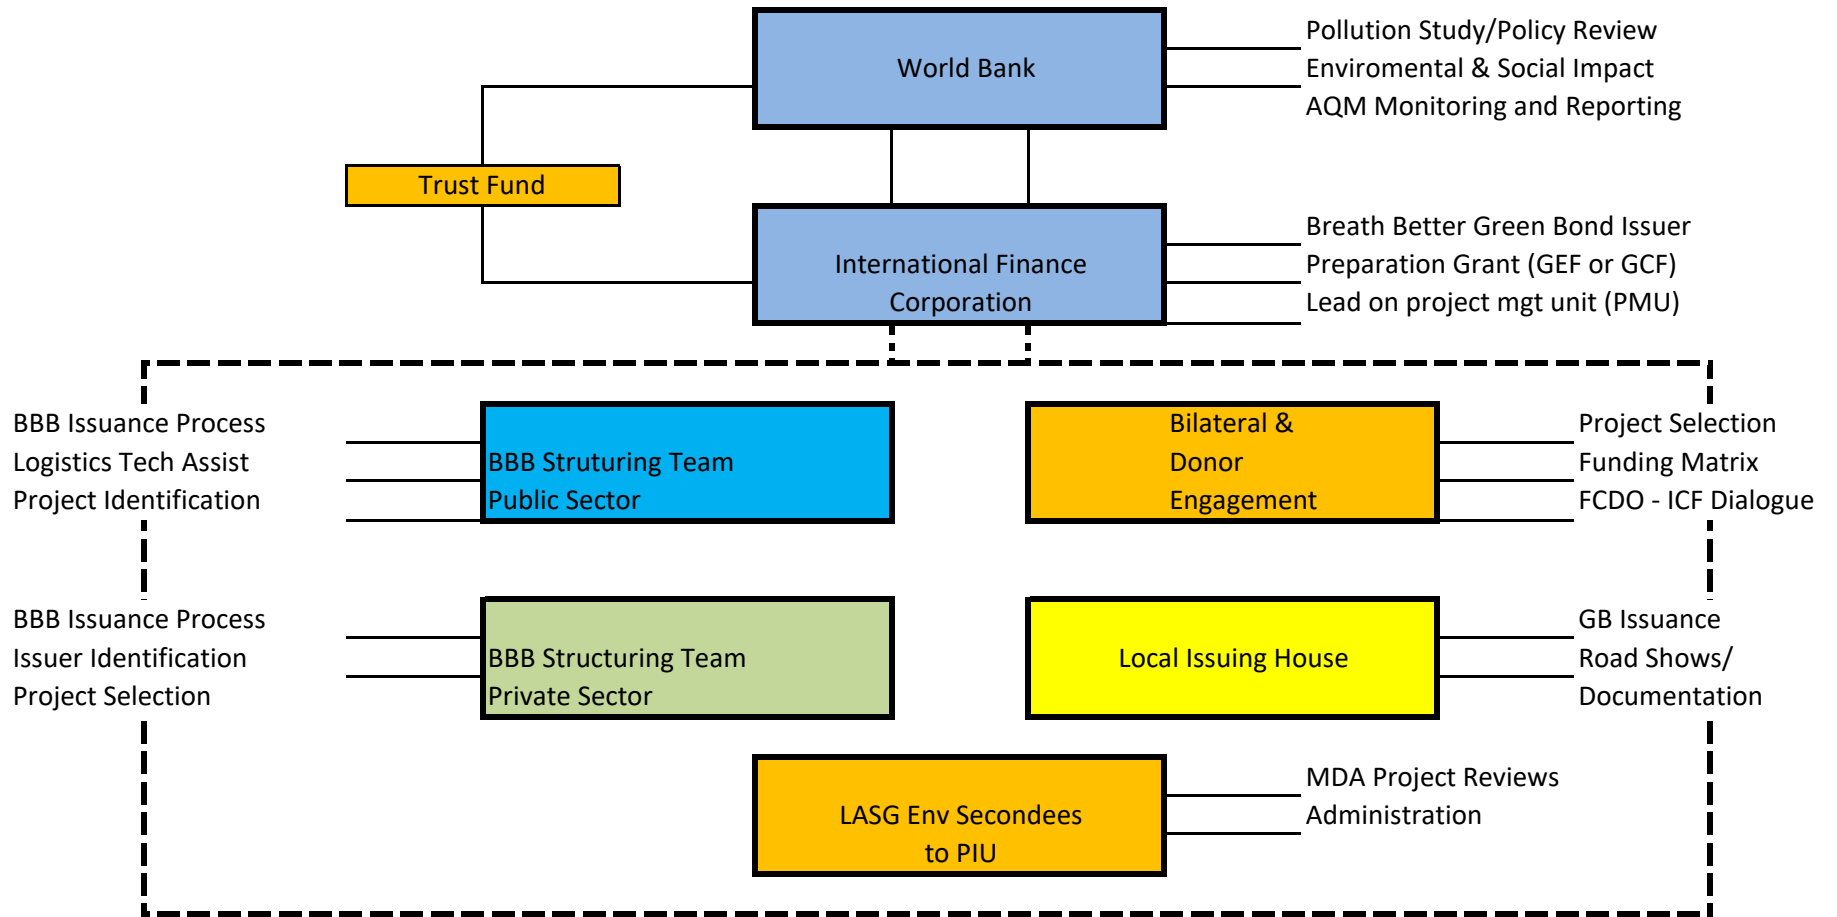 World Bank
Pollution Study/Policy Review
Enviromental & Social Impact
AQM Monitoring and Reporting
Trust Fund
International Finance
Corporation
Breath Better Green Bond Issuer
Preparation Grant (GEF or GCF)
Lead on project mgt unit (PMU)
BBB Issuance Process
Logistics Tech Assist
Project Identification
BBB Struturing Team
Public Sector
Bilateral &
Donor
Engagement
Project Selection
Funding Matrix
FCDO - ICF Dialogue
BBB Issuance Process
Issuer Identification
Project Selection
BBB Structuring Team
Private Sector
Local Issuing House
GB Issuance
Road Shows/
Documentation
LASG Env Secondees
to PIU
MDA Project Reviews
Administration